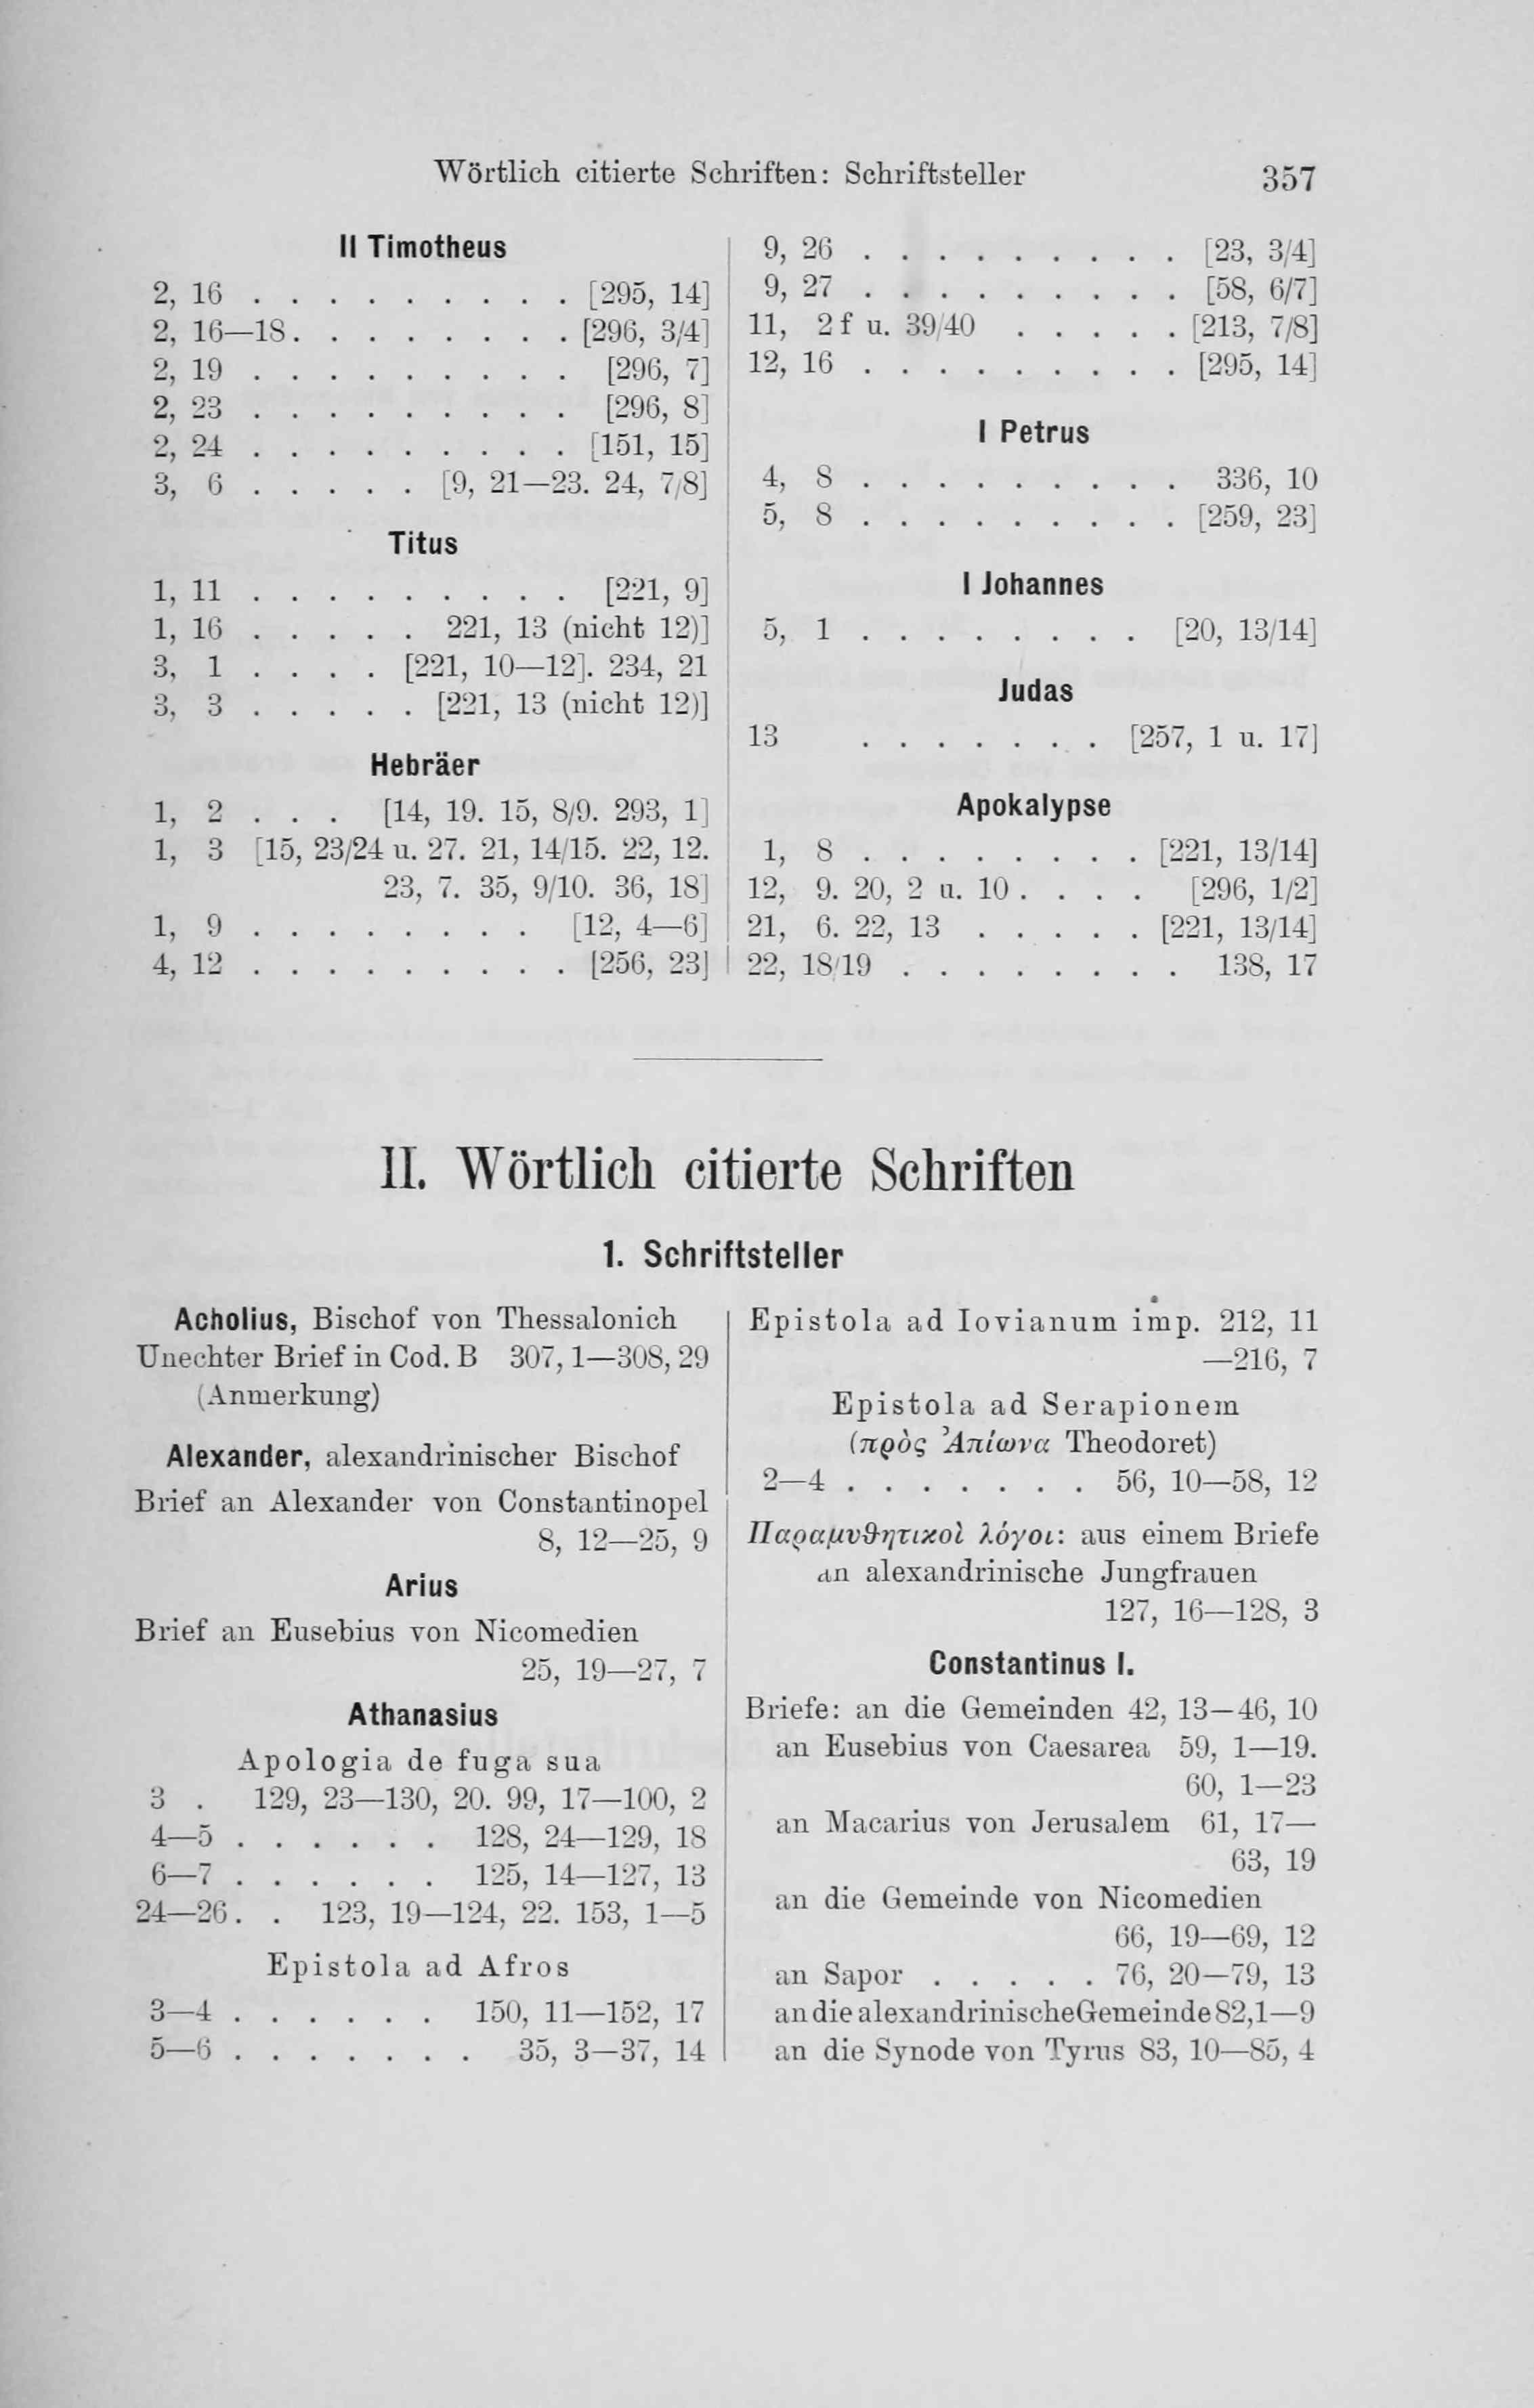 Wörtlich citierte Schriften: Schriftsteller 357
II Timotheus
2, 16 . . . . . . . . . [295, 14]
2, 16—18. . . . . . . . [296, 3/4]
2, 19 . . . . . . . . . [296, 7]
2, 23 . . . . . . . . . [296, 8]
2, 24 . . . . . . . . . [151, 15]
3, 6 . . . . . [9, 21—23. 24, 7/8]
Titus
1, 11 . . . . . . . . . [221, 9]
1, 16 . . . . . 221, 13 (nicht 12)]
3, 1 . . . . [221, 10—12]. 234, 21
3, 3 . . . . . [221, 13 (nicht 12)]
Hebräer
1, 2 . . . [14, 19. 15, 8/9. 293, 1]
1, 3 [15, 23/24 u. 27. 21, 14/15. 22, 12.
23, 7. 35, 9/10. 36, 18]
1, 9 . . . . . . . . [12, 4—6]
4, 12 . . . . . . . . . [256, 23]
9, 26 . . . . . . . . . [23, 3/4]
9, 27 . . . . . . . . . [58, 6/7]
11, 2 f u. 39/40 . . . . . [213, 7/8]
12, 16 . . . . . . . . . [295, 14]
I Petrus
4, 8 . . . . . . . . . 336, 10
5, 8 . . . . . . . . . [259, 23]
I Johannes
5, 1 . . . . . . . . [20, 13/14]
Judas
13 . . . . . . . [257, 1 u. 17]
Apokalypse
1, 8 . . . . . . . . [221, 13/14]
12, 9. 20, 2 u. 10 . . . . [296, 1/2]
21, 6. 22, 13 . . . . . [221, 13/14]
22, 18/19 . . . . . . . . 138, 17
II. Wörtlich citierte Schriften
1. Schriftsteller
Acholius, Bischof von Thessalonich
Unechter Brief in Cod. B 307, 1—308, 29
(Anmerkung)
Alexander, alexandrinischer Bischof
Brief an Alexander von Constantinopel
8, 12—25, 9
Arius
Brief an Eusebius von Nicomedien
25, 19—27, 7
Athanasius
Apologia de fuga sua
3 . 129, 23—130, 20. 99, 17—100, 2
4—5 . . . . . . 128, 24—129, 18
6—7 . . . . . . 125, 14—127, 13
24—26. . 123, 19—124, 22. 153, 1—5
Epistola ad Afros
3—4 . . . . . . 150, 11—152, 17
5—6 . . . . . . . 35, 3—37, 14
Epistola ad Iovianum imp. 212, 11
—216, 7
Epistola ad Serapionem
(πρὸς Ἀπίωνα Theodoret)
2—4 . . . . . . . 56, 10—58, 12
Παραμυθητικοὶ λόγοι: aus einem Briefe
an alexandrinische Jungfrauen
127, 16—128, 3
Constantinus I.
Briefe: an die Gemeinden 42, 13—46, 10
an Eusebius von Caesarea 59, 1—19.
60, 1—23
an Macarius von Jerusalem 61, 17—
63, 19
an die Gemeinde von Nicomedien
66, 19—69, 12
an Sapor . . . . . 76, 20—79, 13
an die alexandrinische Gemeinde 82, 1—9
an die Synode von Tyrus 83, 10—85, 4